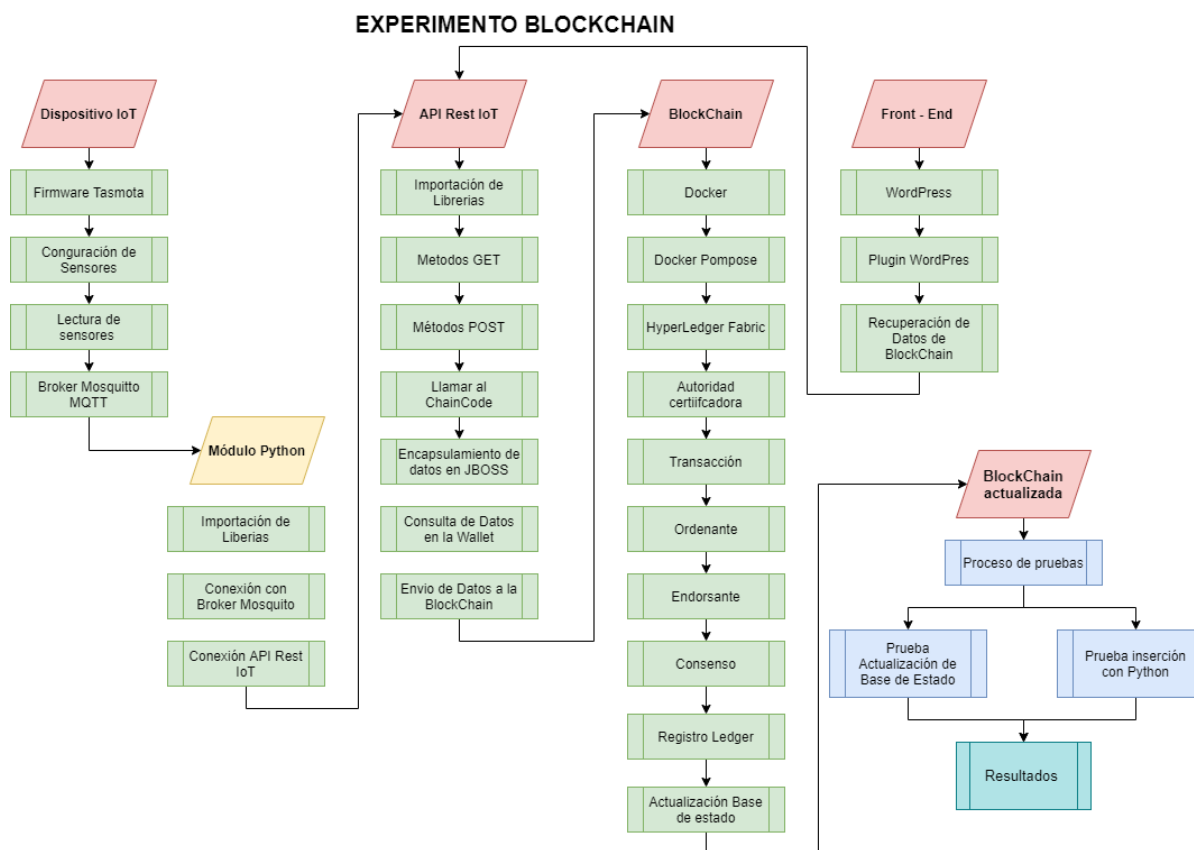 EXPERIMENTO BLOCKCHAIN
Dispositivo IoT
Firmware Tasmota
Conguración de
Sensores
Lectura de
sensores
Broker Mosquitto
MQTT
Módulo Python
Importación de
Liberias
Conexión con
Broker Mosquito
Conexión API Rest
IoT
API Rest IoT
Importación de
Librerias
Metodos GET
Métodos POST
Llamar al
ChainCode
Encapsulamiento de
datos en JBOSS
Consulta de Datos
en la Wallet
Envio de Datos a la
BlockChain
BlockChain
Docker
Docker Pompose
HyperLedger Fabric
Autoridad
certiifcadora
Transacción
Ordenante
Endorsante
Consenso
Registro Ledger
Actualización Base
de estado
Front - End
WordPress
Plugin WordPres
Recuperación de
Datos de
BlockChain
BlockChain
actualizada
Proceso de pruebas
Prueba
Actualización de
Base de Estado
Prueba inserción
con Python
Resultados